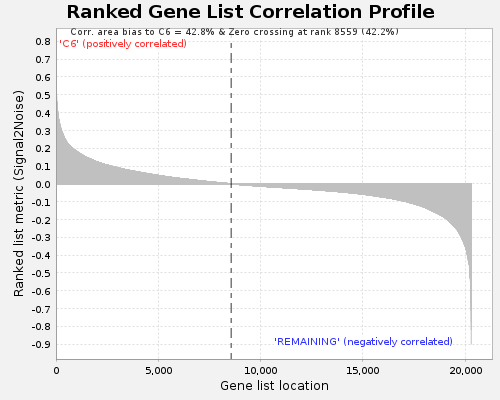 Ranked Gene List Correlation Profile
Corr. area bias to C6 = 42.8% & Zero crossing at rank 8559 (42.2%)
'C6' (positively correlated)
0.8
0.7
0.6
0.5
0.4
0.3
0.2
0.1
0.0
-0.1
-0.2
-0.3
-0.4
-0.5
-0.6
-0.7
-0.8
-0.9
Ranked list metric (Signal2Noise)
'REMAINING' (negatively correlated)
0 5,000 10,000 15,000 20,000
Gene list location